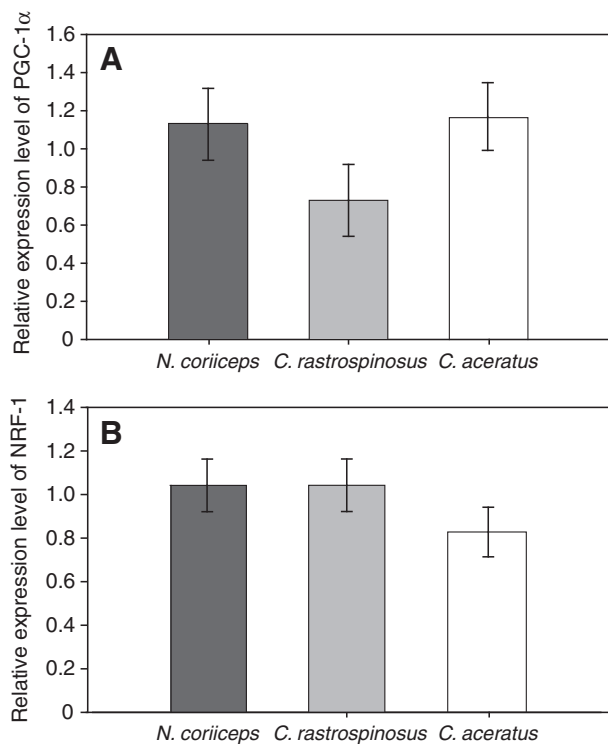 Relative expression level of PGC-1α
A
1.6
1.4
1.2
1.0
0.8
0.6
0.4
0.2
0
N. coriiceps C. rastrospinosus C. aceratus
Relative expression level of NRF-1
B
1.4
1.2
1.0
0.8
0.6
0.4
0.2
0
N. coriiceps C. rastrospinosus C. aceratus